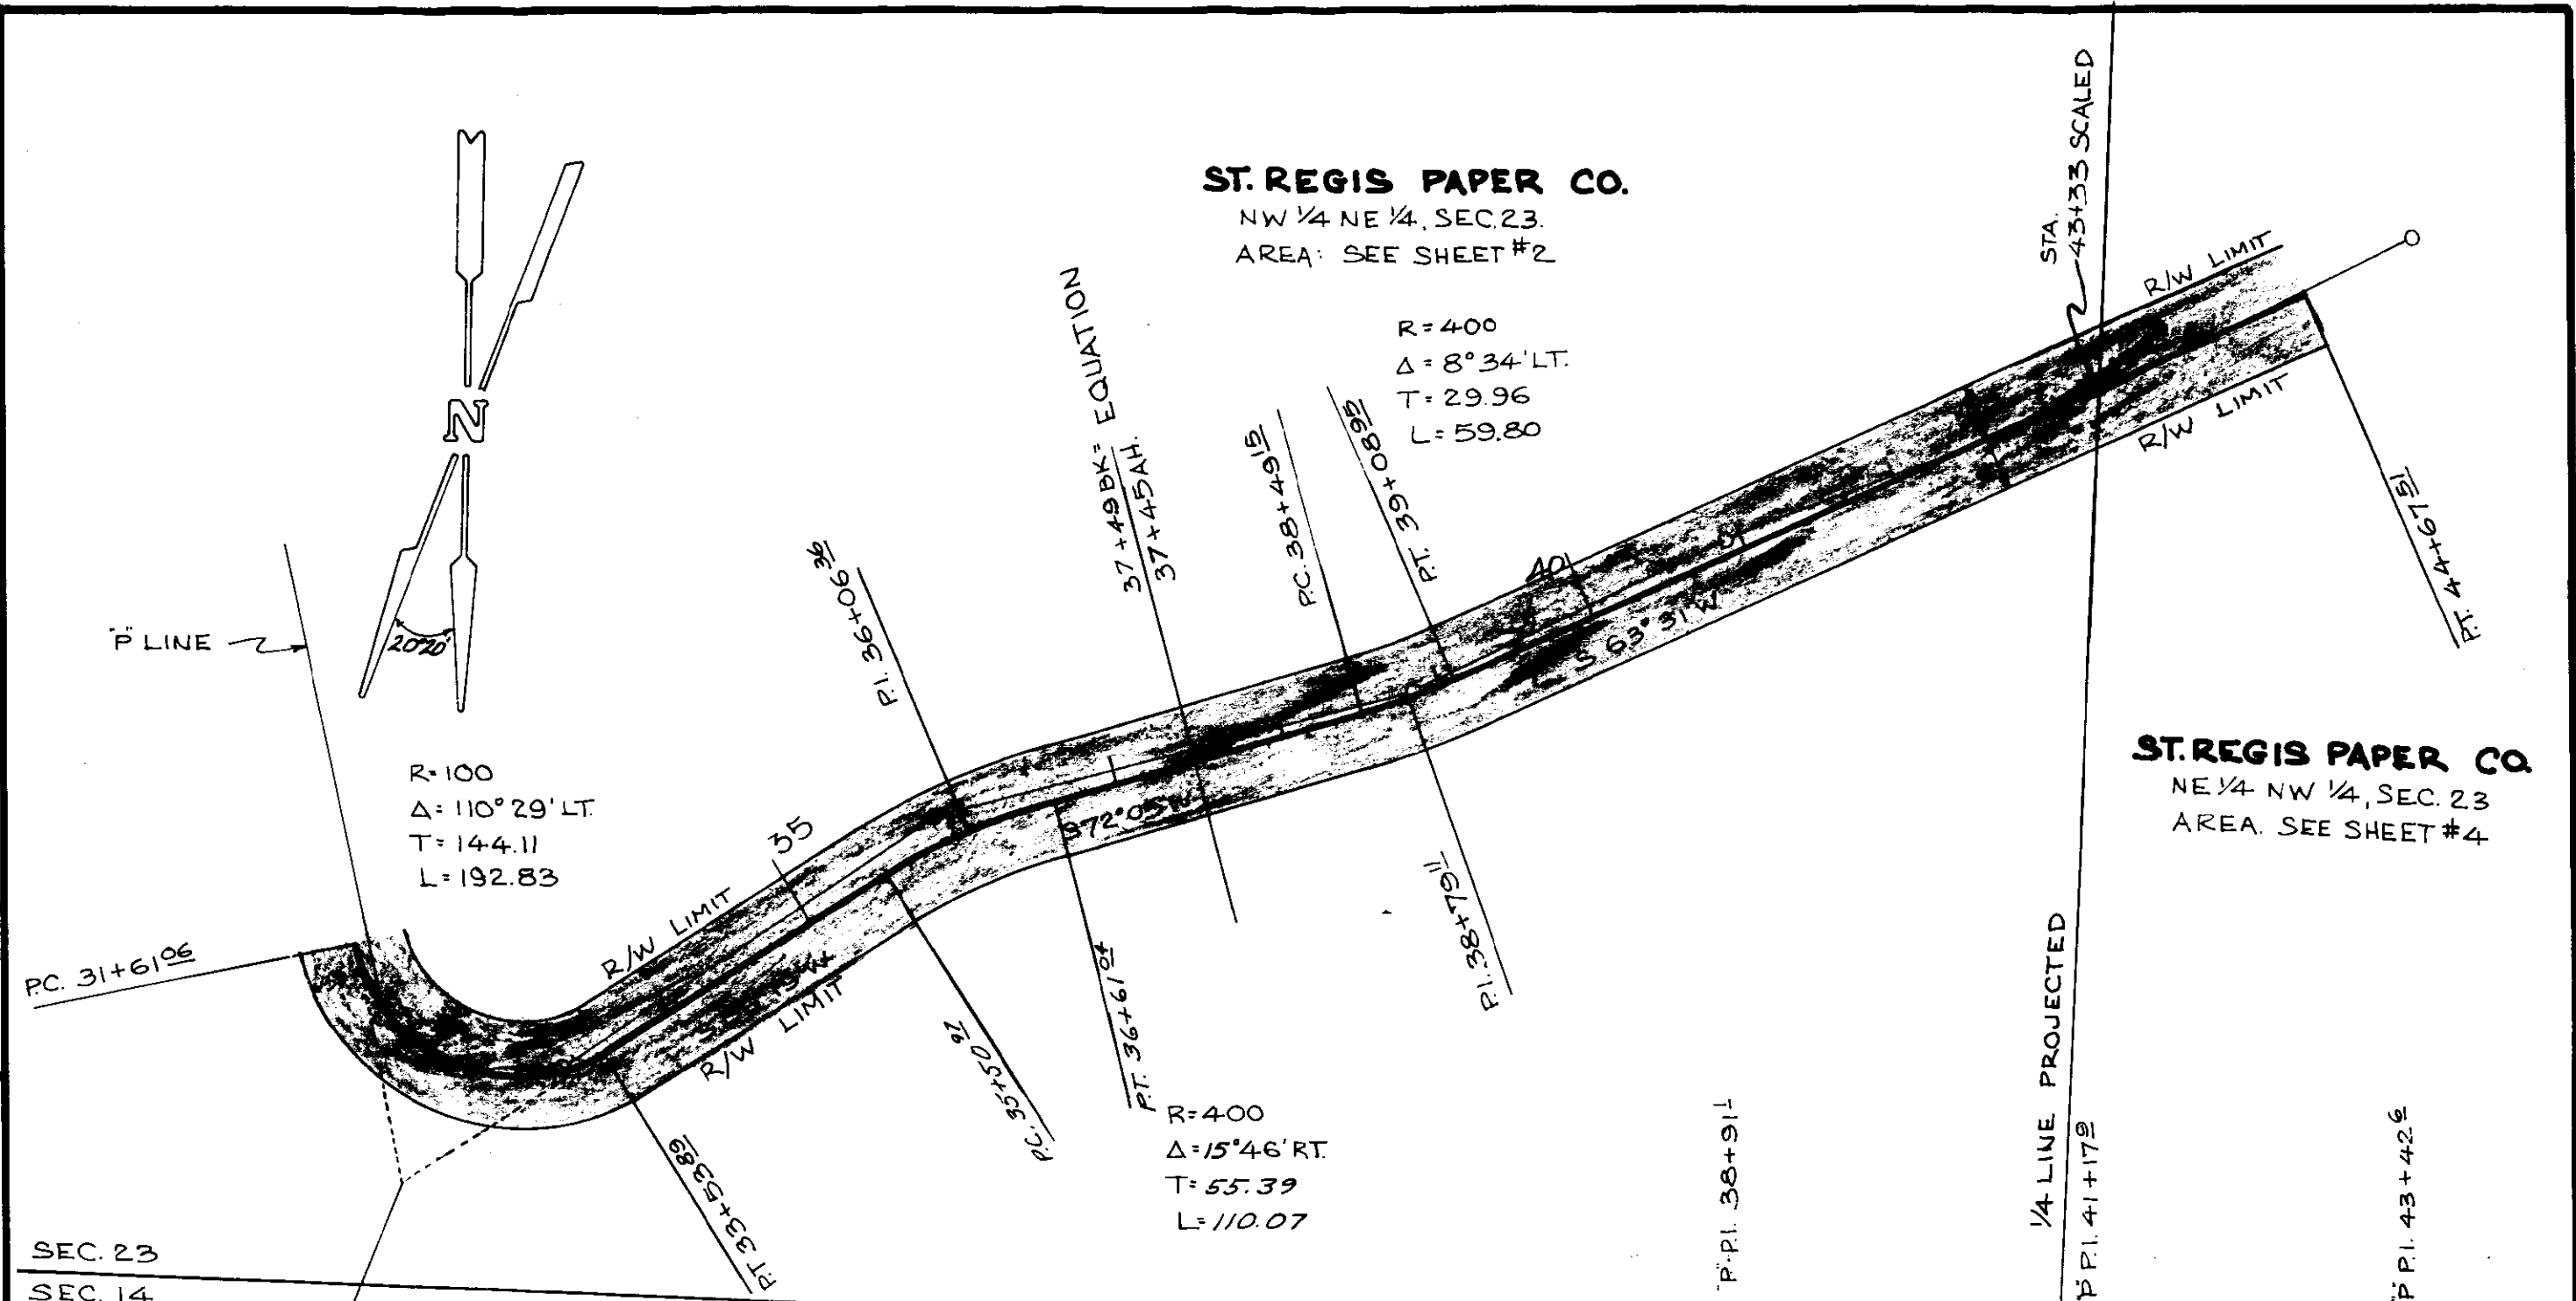 ST. REGIS PAPER CO.
NW 1/4 NE 1/4, SEC. 23.
AREA: SEE SHEET #2
STA. 43+33 SCALED
R/W LIMIT
R/W LIMIT
R=400
Δ=8°34' LT.
T=29.96
L=59.80
37+49 BK= EQUATION
37+45 AH.
N
20°20'
"P" LINE
P.I. 36+06 36
P.C. 38+49 15
P.T. 39+08 95
40
S 63°31' W
P.T. 44+67 51
ST. REGIS PAPER CO.
NE 1/4 NW 1/4, SEC. 23
AREA. SEE SHEET #4
R=100
Δ=110°29' LT.
T=144.11
L=192.83
35
S 72°05' W
P.I. 38+79 11
R/W LIMIT
R/W LIMIT
P.C. 31+61 06
P.T. 33+53 89
P.C. 35+50 97
P.T. 36+61 04
R=400
Δ=15°46' RT.
T=55.39
L=110.07
1/4 LINE PROJECTED
"P" P.I. 38+91 1
"P" P.I. 41+17 9
"P" P.I. 43+42 6
SEC. 23
SEC. 14